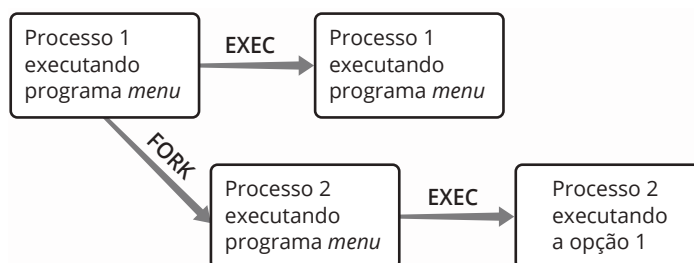 Processo 1
executando
programa menu
EXEC
Processo 1
executando
programa menu
FORK
Processo 2
executando
programa menu
EXEC
Processo 2
executando
a opção 1